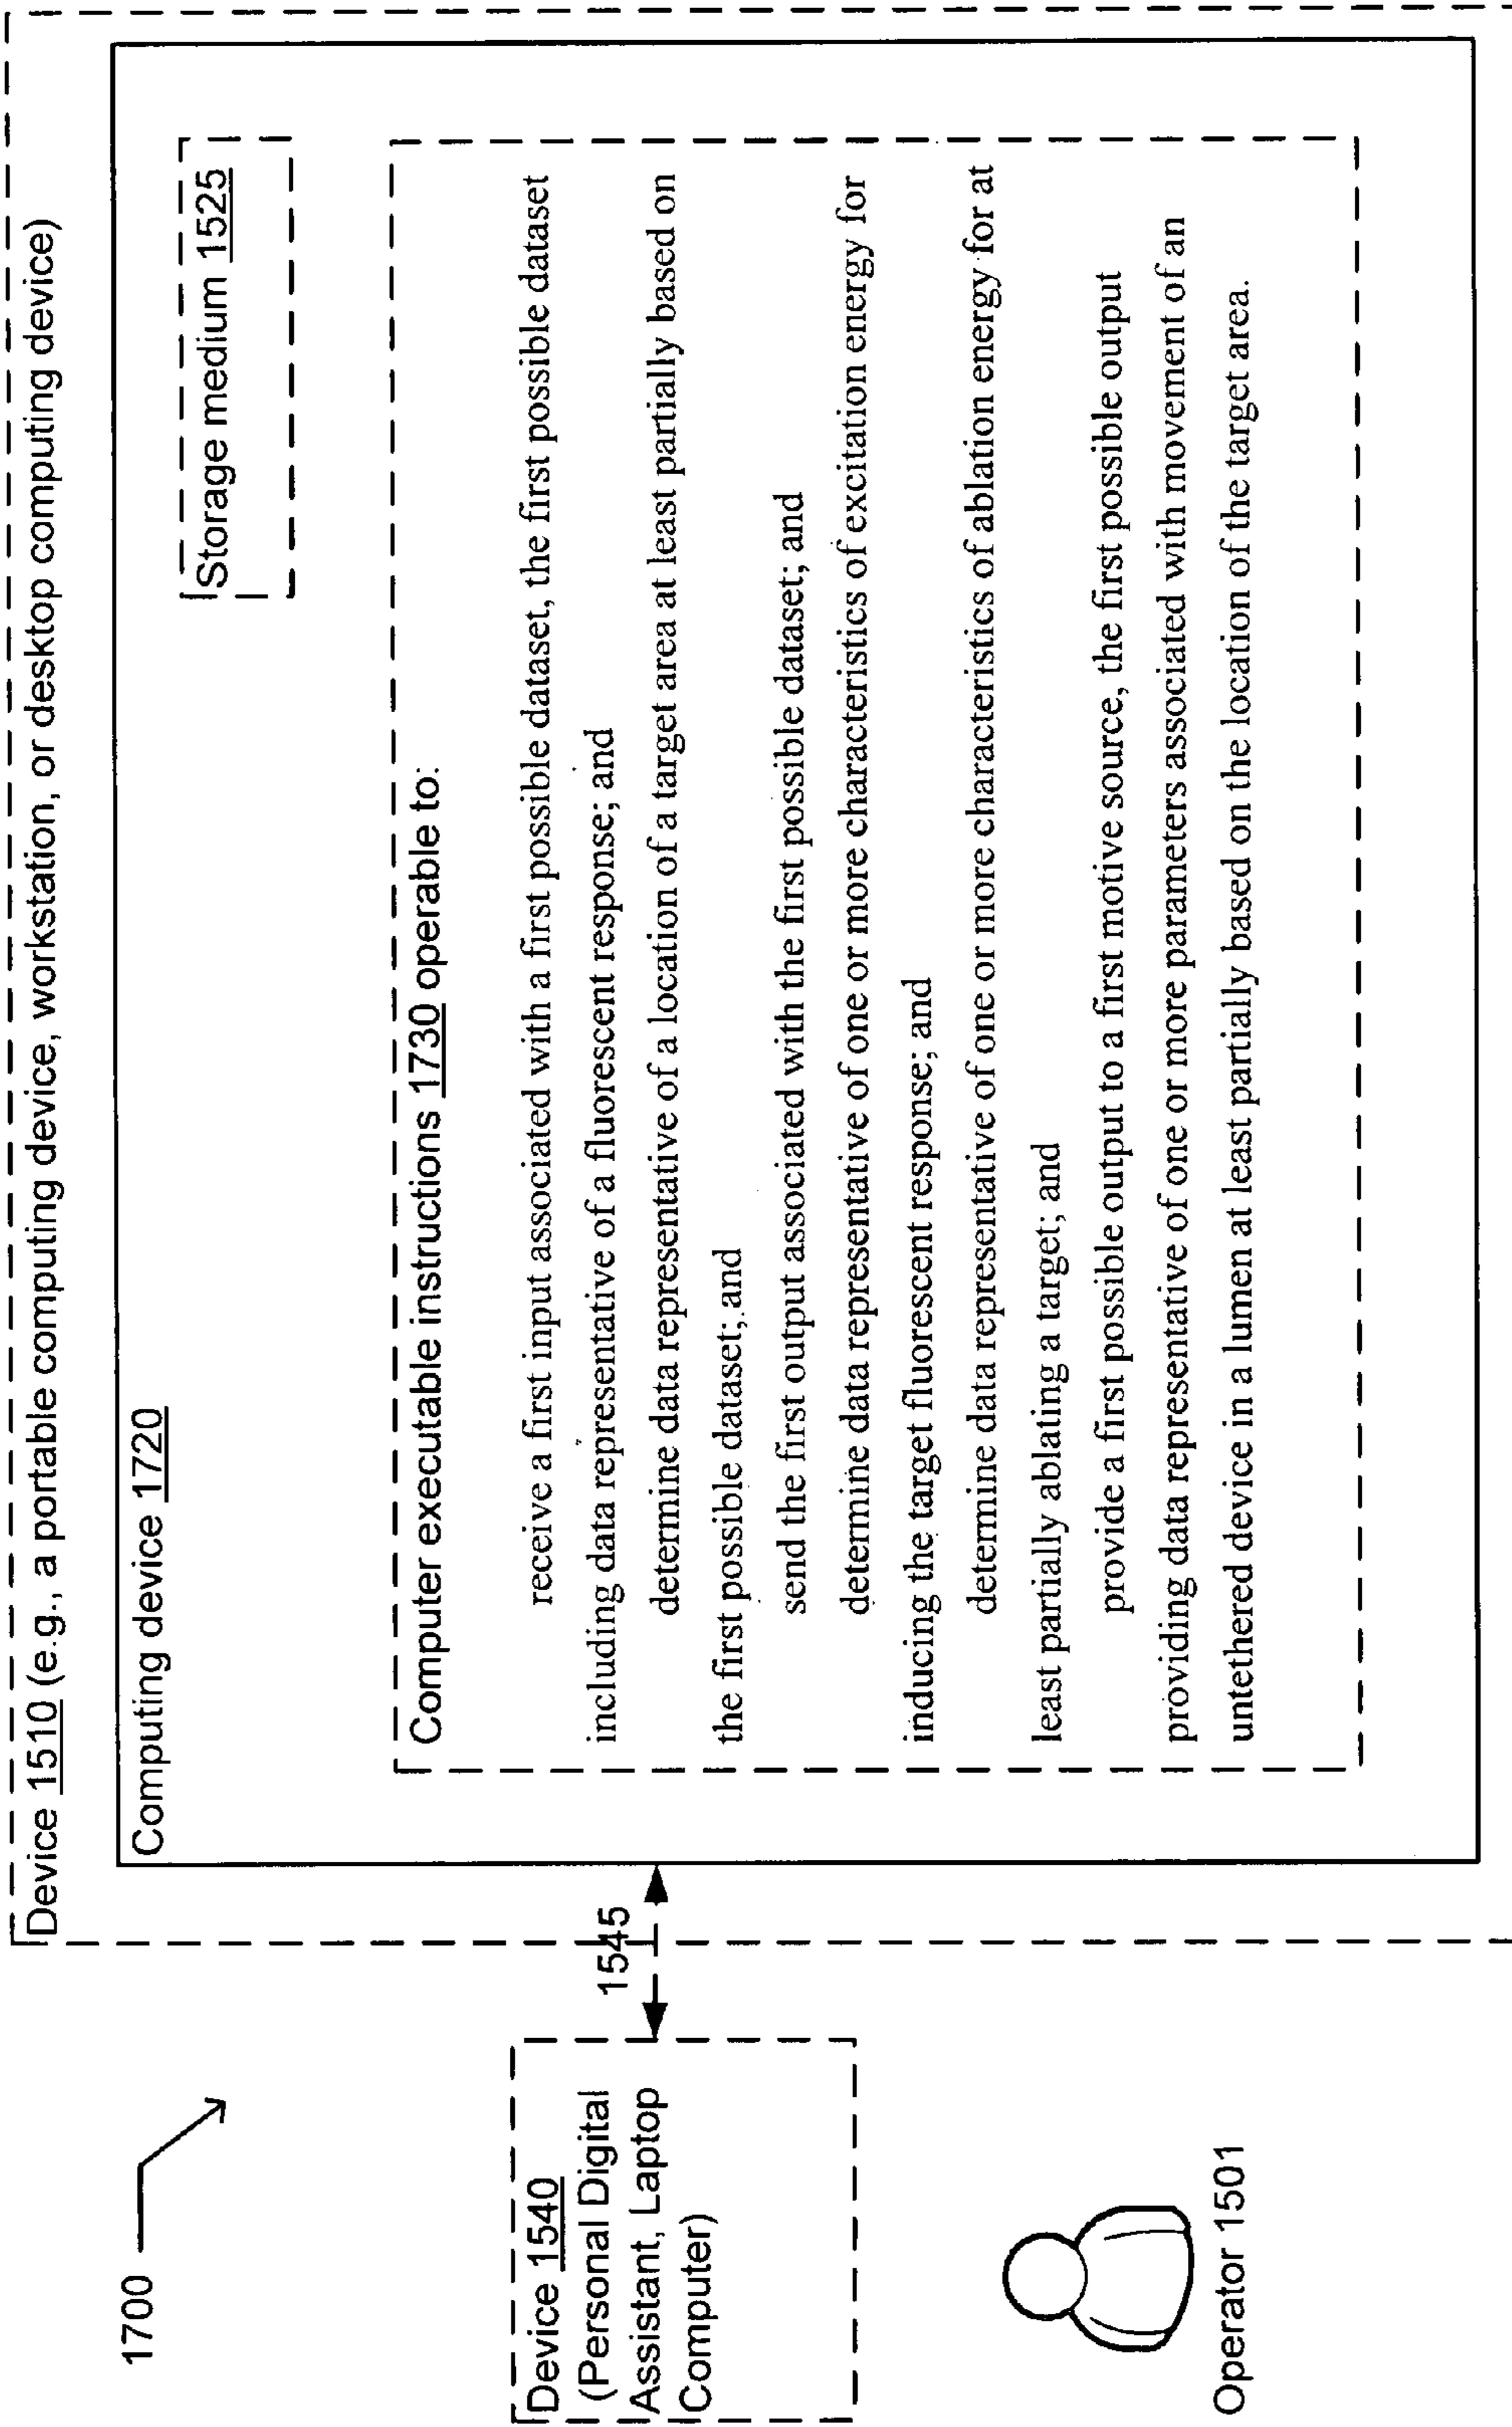 1700
Device 1510 (e.g., a portable computing device, workstation, or desktop computing device)
Computing device 1720
Storage medium 1525
Computer executable instructions 1730 operable to:
receive a first input associated with a first possible dataset, the first possible dataset
including data representative of a fluorescent response; and
determine data representative of a location of a target area at least partially based on
the first possible dataset; and
send the first output associated with the first possible dataset; and
determine data representative of one or more characteristics of excitation energy for
inducing the target fluorescent response; and
determine data representative of one or more characteristics of ablation energy for at
least partially ablating a target; and
provide a first possible output to a first motive source, the first possible output
providing data representative of one or more parameters associated with movement of an
untethered device in a lumen at least partially based on the location of the target area.
1545
Device 1540
(Personal Digital
Assistant, Laptop
Computer)
Operator 1501